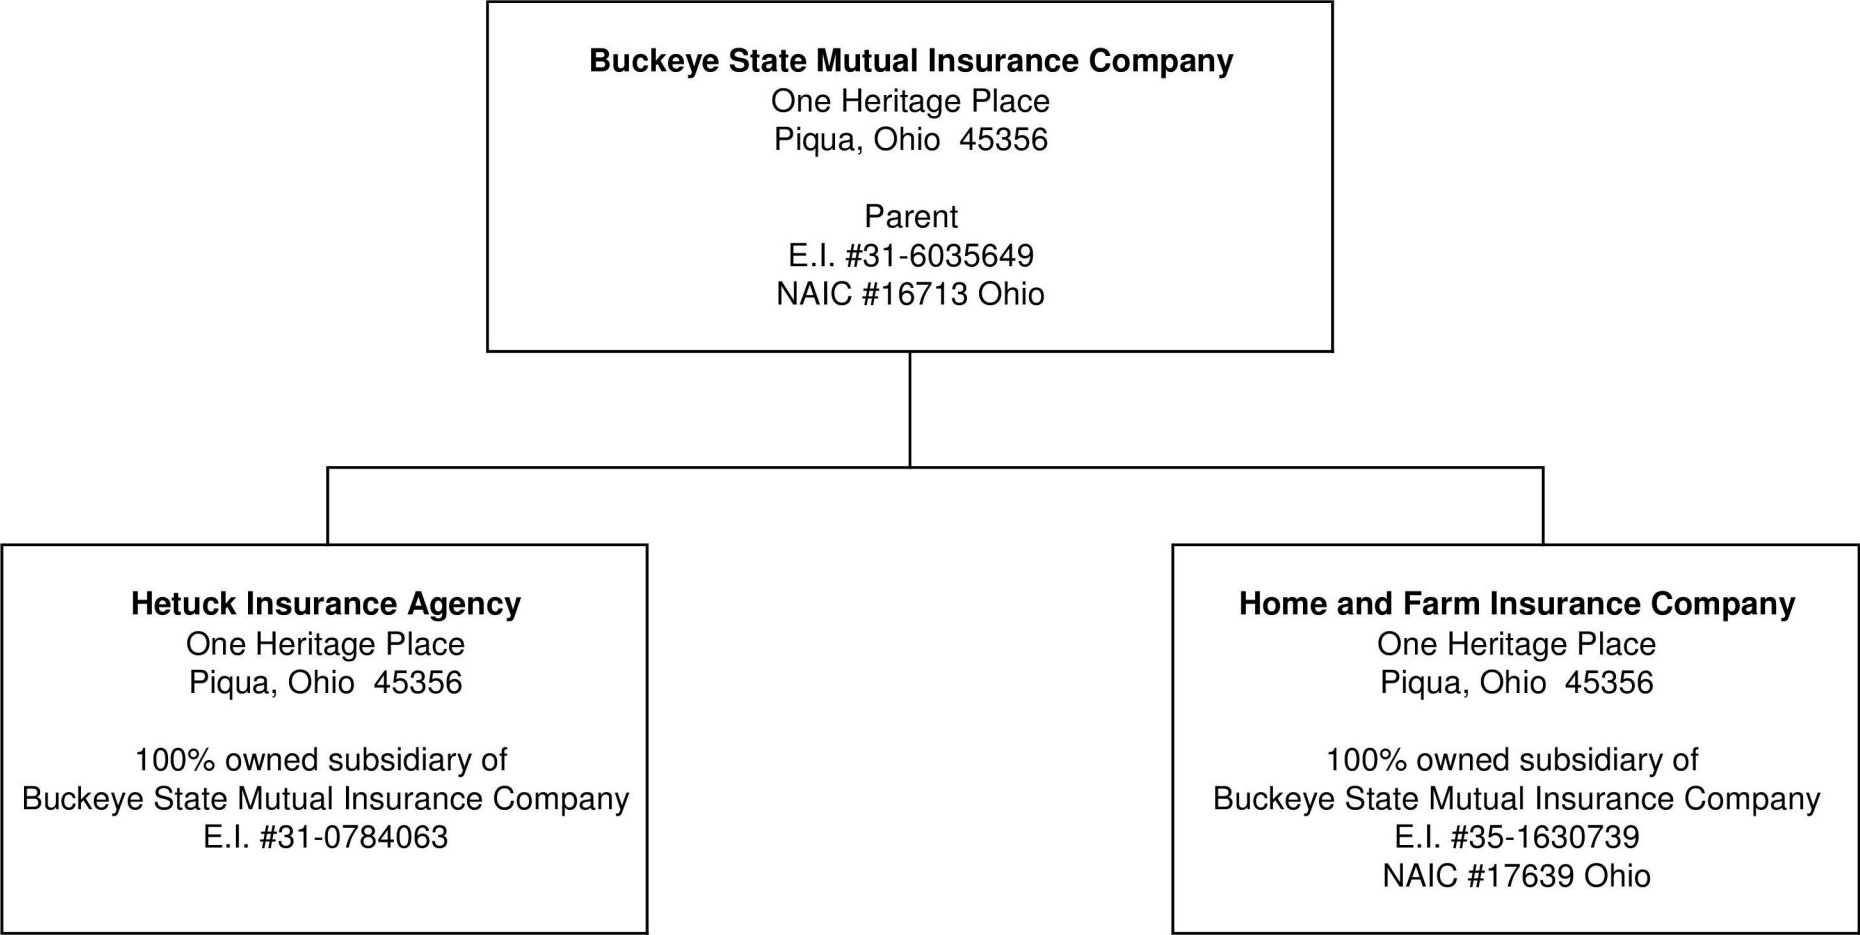 Buckeye State Mutual Insurance Company
One Heritage Place
Piqua, Ohio  45356
Parent
E.I. #31-6035649
NAIC #16713 Ohio
Hetuck Insurance Agency
One Heritage Place
Piqua, Ohio  45356
100% owned subsidiary of
Buckeye State Mutual Insurance Company
E.I. #31-0784063
Home and Farm Insurance Company
One Heritage Place
Piqua, Ohio  45356
100% owned subsidiary of
Buckeye State Mutual Insurance Company
E.I. #35-1630739
NAIC #17639 Ohio